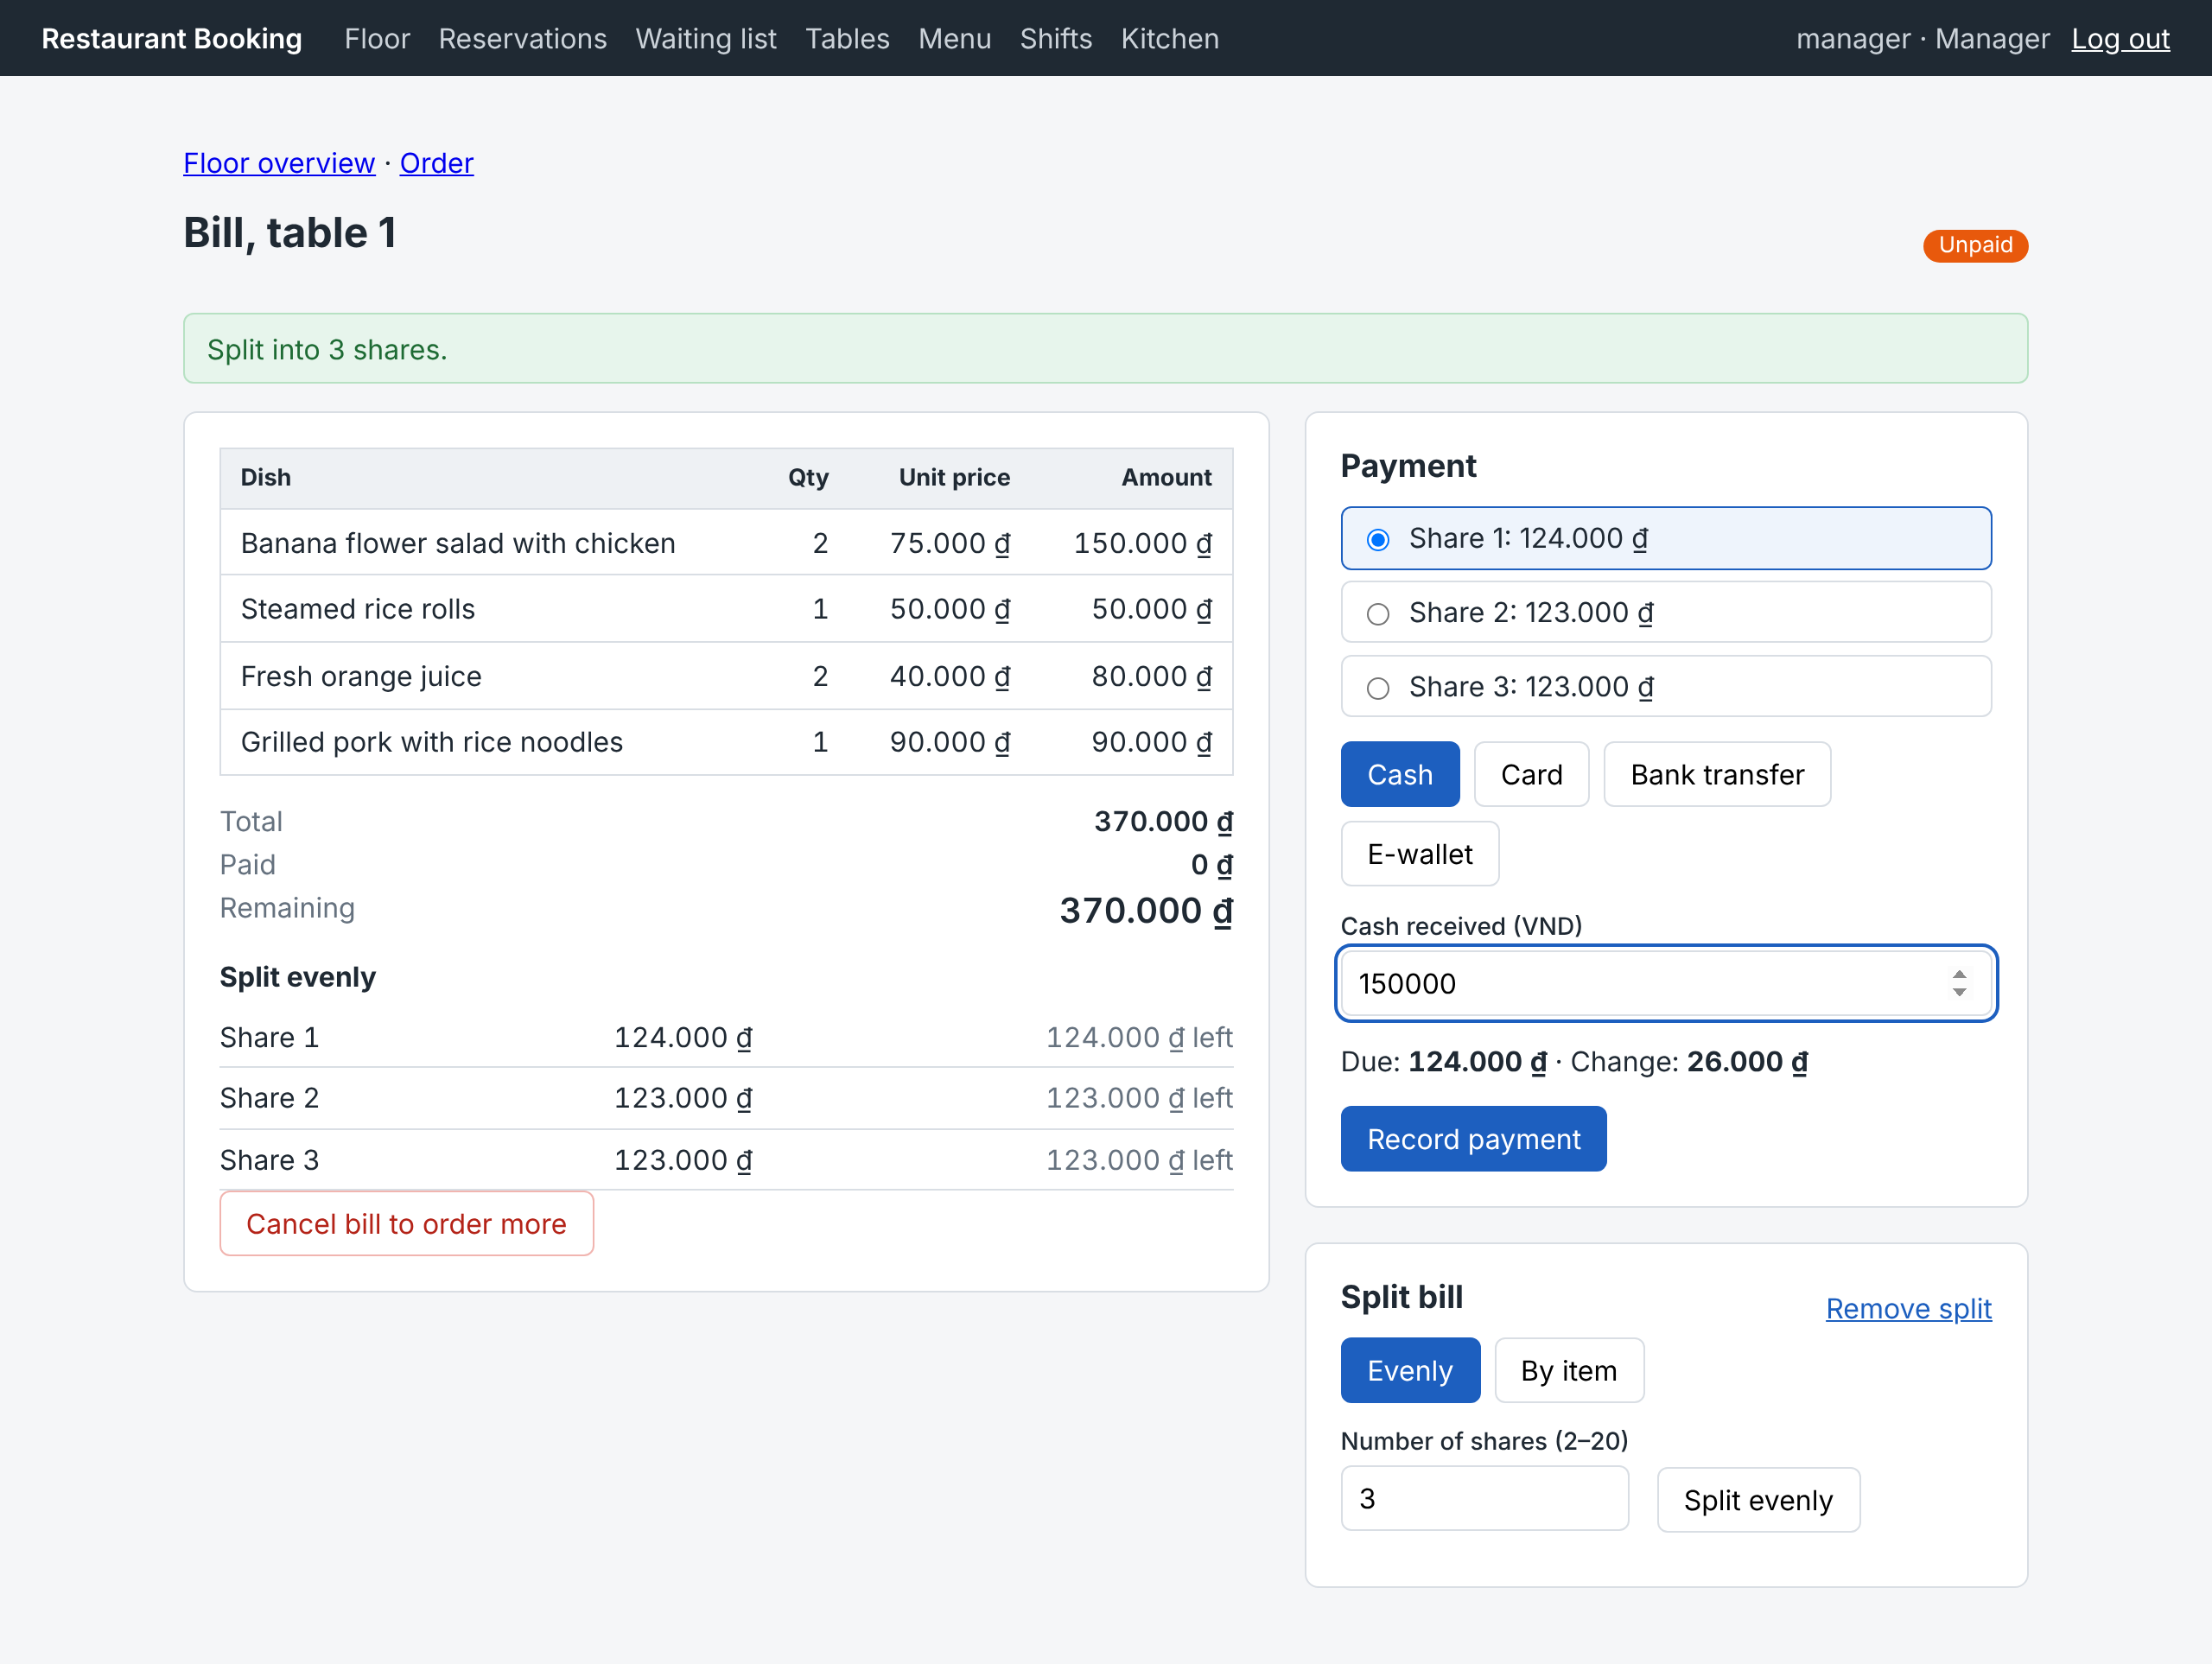 Restaurant Booking Floor Reservations Waiting list Tables Menu Shifts Kitchen manager · Manager Log out
Floor overview · Order
Bill, table 1
Unpaid
Split into 3 shares.
Dish Qty Unit price Amount
Banana flower salad with chicken 2 75.000 ₫ 150.000 ₫
Steamed rice rolls 1 50.000 ₫ 50.000 ₫
Fresh orange juice 2 40.000 ₫ 80.000 ₫
Grilled pork with rice noodles 1 90.000 ₫ 90.000 ₫
Total 370.000 ₫
Paid 0 ₫
Remaining 370.000 ₫
Split evenly
Share 1 124.000 ₫ 124.000 ₫ left
Share 2 123.000 ₫ 123.000 ₫ left
Share 3 123.000 ₫ 123.000 ₫ left
Cancel bill to order more
Payment
Share 1: 124.000 ₫
Share 2: 123.000 ₫
Share 3: 123.000 ₫
Cash Card Bank transfer
E-wallet
Cash received (VND)
150000
Due: 124.000 ₫ · Change: 26.000 ₫
Record payment
Split bill
Remove split
Evenly By item
Number of shares (2–20)
3 Split evenly